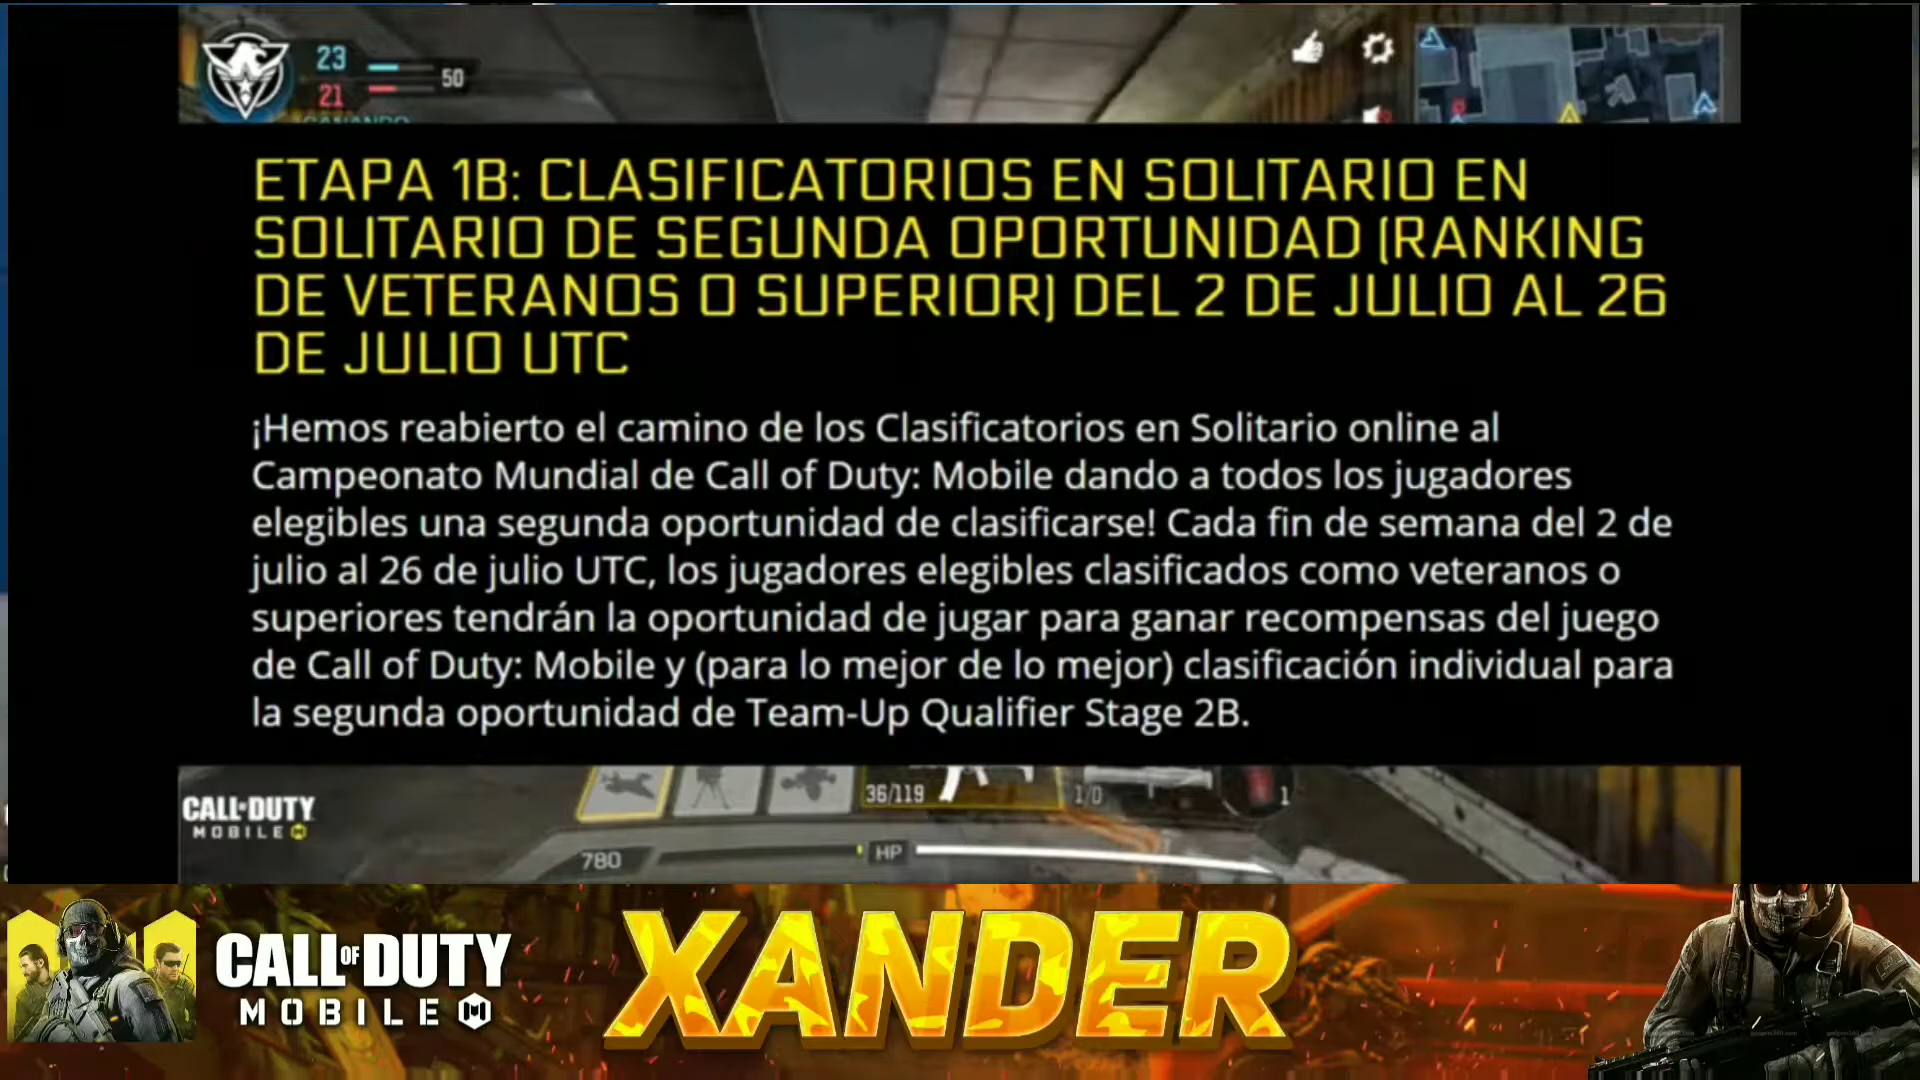 23
50
21
GANANDO
ETAPA 1B: CLASIFICATORIOS EN SOLITARIO EN
SOLITARIO DE SEGUNDA OPORTUNIDAD (RANKING
DE VETERANOS O SUPERIOR) DEL 2 DE JULIO AL 26
DE JULIO UTC
¡Hemos reabierto el camino de los Clasificatorios en Solitario online al
Campeonato Mundial de Call of Duty: Mobile dando a todos los jugadores
elegibles una segunda oportunidad de clasificarse! Cada fin de semana del 2 de
julio al 26 de julio UTC, los jugadores elegibles clasificados como veteranos o
superiores tendrán la oportunidad de jugar para ganar recompensas del juego
de Call of Duty: Mobile y (para lo mejor de lo mejor) clasificación individual para
la segunda oportunidad de Team-Up Qualifier Stage 2B.
36/119
1/0
1
CALL OF DUTY
MOBILE
780
HP
CALL OF DUTY
MOBILE
XANDER